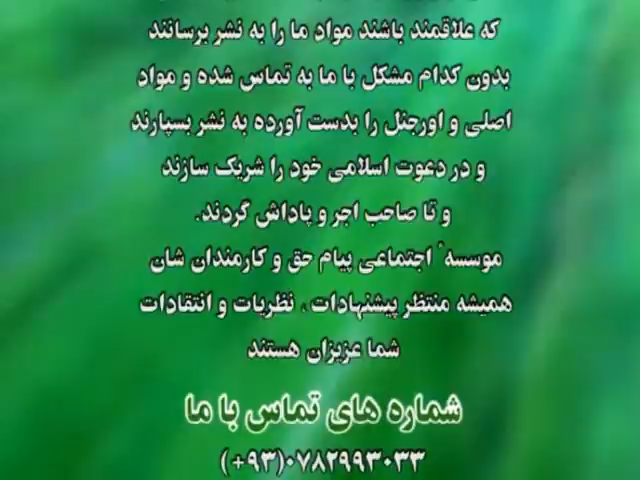 که علاقمند باشند مواد ما را به نشر برسانند
بدون کدام مشکل با ما به تماس شده و مواد
اصلی و اورجنل را بدست آورده به نشر بسپارند
و در دعوت اسلامی خود را شریک سازند
و تا صاحب اجر و پاداش گردند.
موسسهٔ اجتماعی پیام حق و کارمندان شان
همیشه منتظر پیشنهادات ، نظریات و انتقادات
شما عزیزان هستند
شماره های تماس با ما
(+۹۳)۰۷۸۲۹۹۳۰۳۳